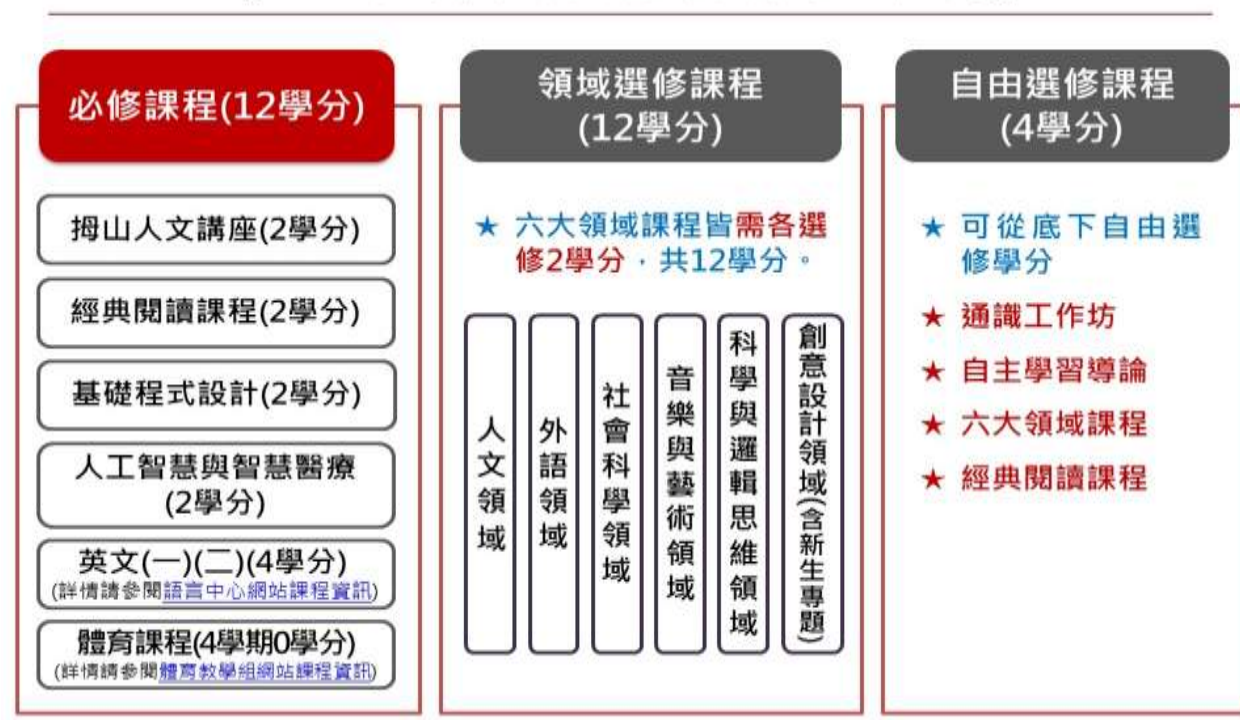 必修課程(12學分)
拇山人文講座(2學分)
經典閱讀課程(2學分)
基礎程式設計(2學分)
人工智慧與智慧醫療
(2學分)
英文(一)(二)(4學分)
(詳情請參閱語言中心網站課程資訊)
體育課程(4學期0學分)
(詳情請參閱體育教學組網站課程資訊)
領域選修課程
(12學分)
★ 六大領域課程皆需各選
修2學分，共12學分。
人文領域
外語領域
社會科學領域
音樂與藝術領域
科學與邏輯思維領域
創意設計領域(含新生專題)
自由選修課程
(4學分)
★ 可從底下自由選
修學分
★ 通識工作坊
★ 自主學習導論
★ 六大領域課程
★ 經典閱讀課程